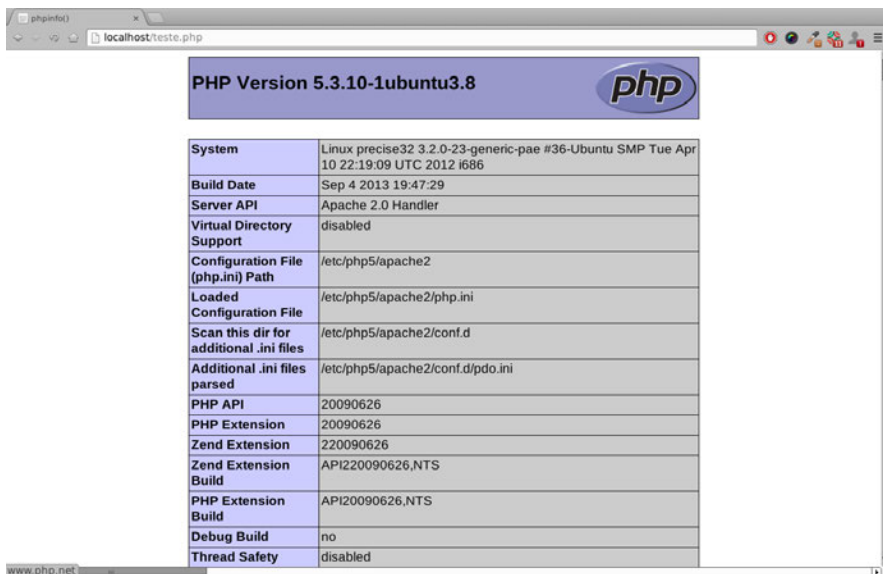 phpinfo()
localhost/teste.php
PHP Version 5.3.10-1ubuntu3.8
php
System
Linux precise32 3.2.0-23-generic-pae #36-Ubuntu SMP Tue Apr
10 22:19:09 UTC 2012 i686
Build Date
Sep 4 2013 19:47:29
Server API
Apache 2.0 Handler
Virtual Directory
Support
disabled
Configuration File
(php.ini) Path
/etc/php5/apache2
Loaded
Configuration File
/etc/php5/apache2/php.ini
Scan this dir for
additional .ini files
/etc/php5/apache2/conf.d
Additional .ini files
parsed
/etc/php5/apache2/conf.d/pdo.ini
PHP API
20090626
PHP Extension
20090626
Zend Extension
220090626
Zend Extension
Build
API220090626,NTS
PHP Extension
Build
API20090626,NTS
Debug Build
no
Thread Safety
disabled
www.php.net